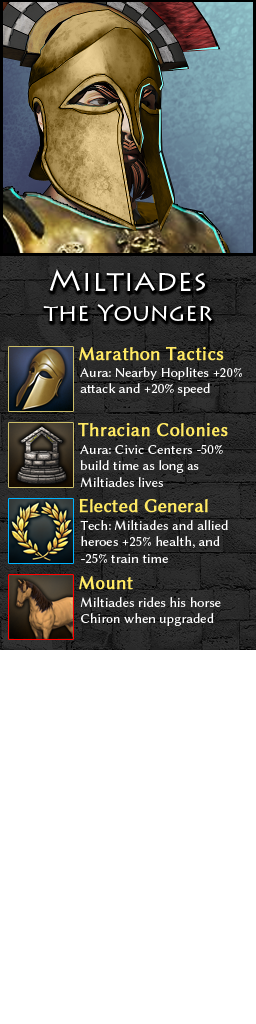 Miltiades
the Younger
Marathon Tactics
Aura: Nearby Hoplites +20%
attack and +20% speed
Thracian Colonies
Aura: Civic Centers -50%
build time as long as
Miltiades lives
Elected General
Tech: Miltiades and allied
heroes +25% health, and
-25% train time
Mount
Miltiades rides his horse
Chiron when upgraded